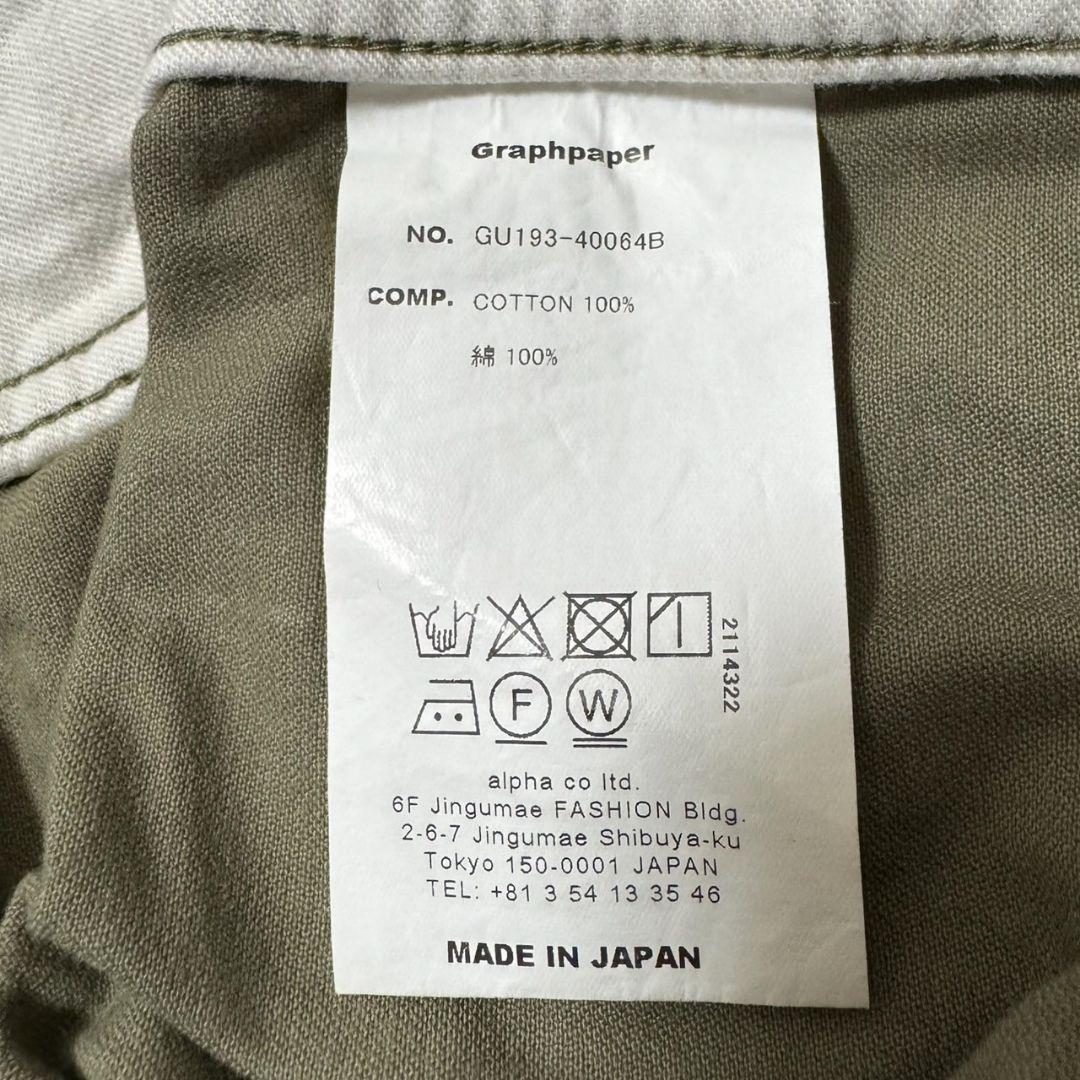 Graphpaper
NO. GU193-40064B
COMP. COTTON 100%
綿 100%
2114322
F W
alpha co ltd.
6F Jingumae FASHION Bldg.
2-6-7 Jingumae Shibuya-ku
Tokyo 150-0001 JAPAN
TEL: +81 3 54 13 35 46
MADE IN JAPAN